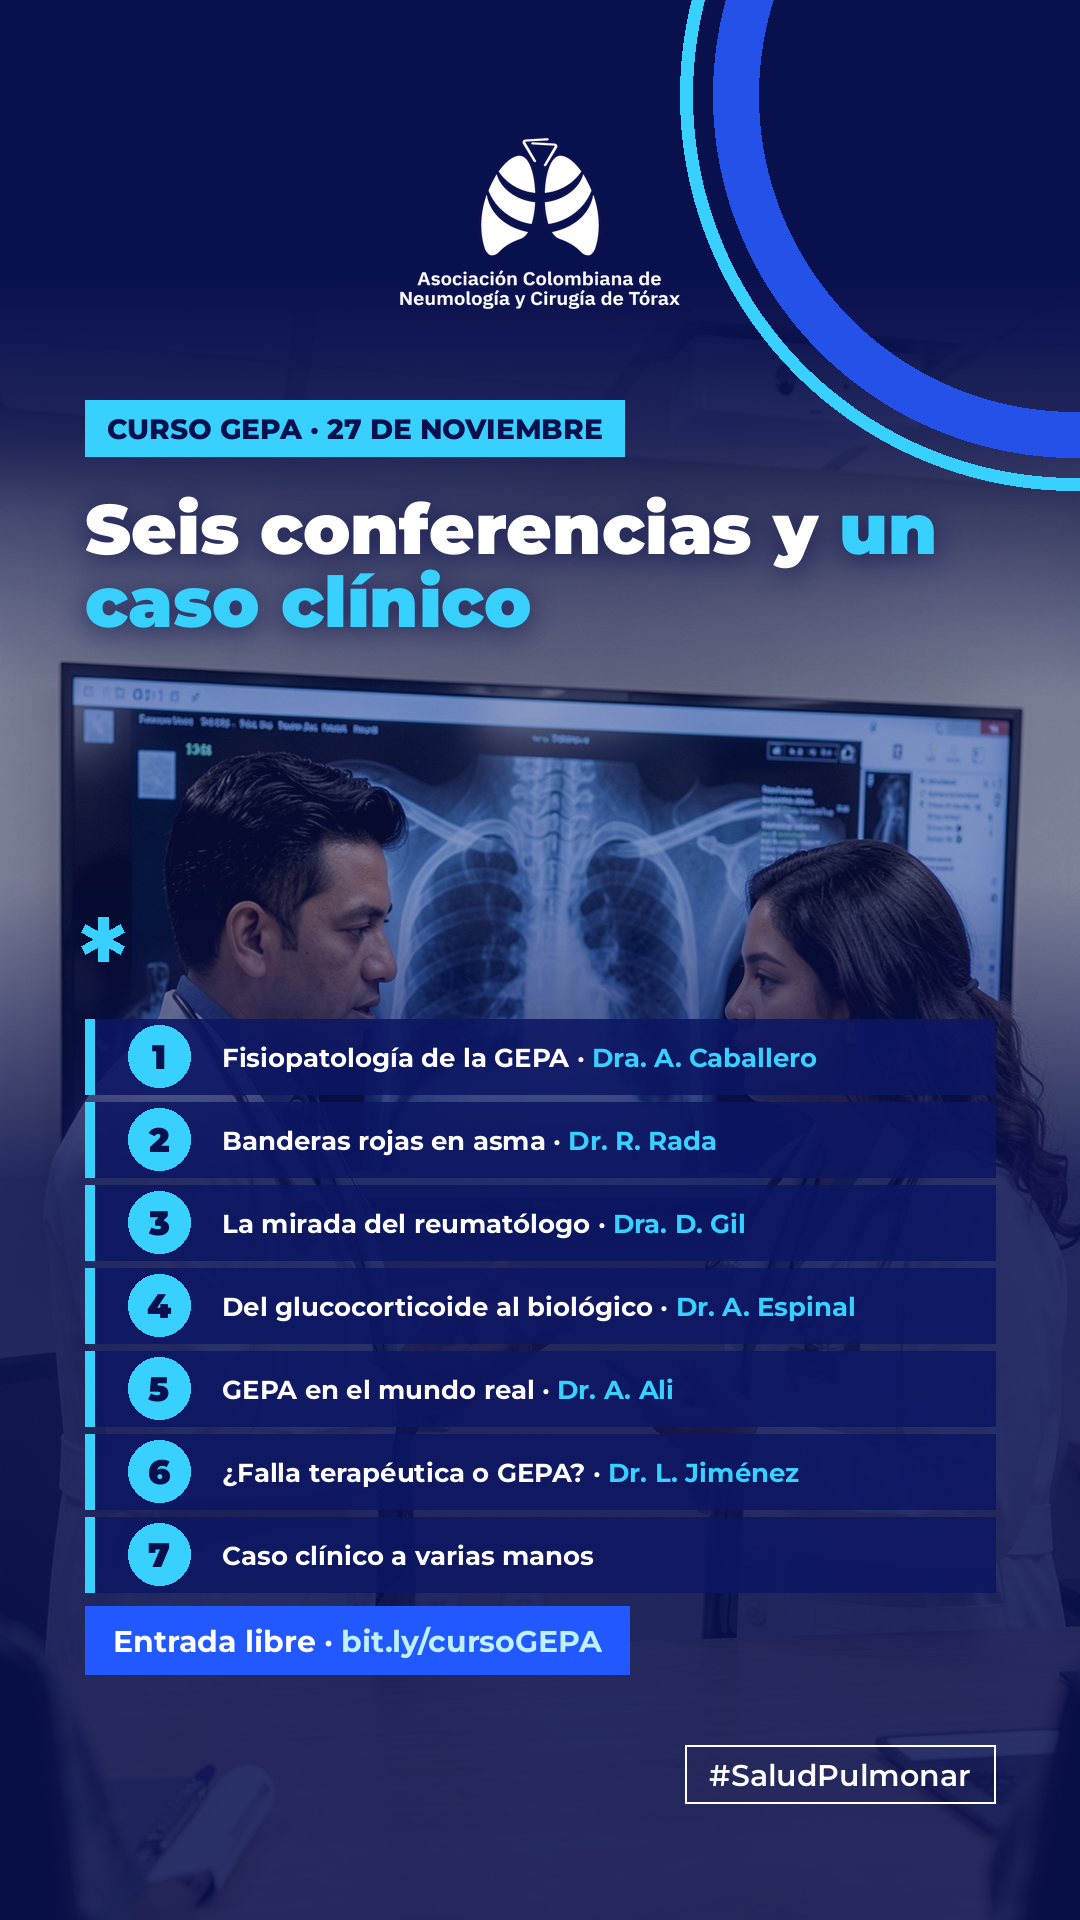 Asociación Colombiana de
Neumología y Cirugía de Tórax
CURSO GEPA · 27 DE NOVIEMBRE
Seis conferencias y un
caso clínico
1968
1 Fisiopatología de la GEPA · Dra. A. Caballero
2 Banderas rojas en asma · Dr. R. Rada
3 La mirada del reumatólogo · Dra. D. Gil
4 Del glucocorticoide al biológico · Dr. A. Espinal
5 GEPA en el mundo real · Dr. A. Ali
6 ¿Falla terapéutica o GEPA? · Dr. L. Jiménez
7 Caso clínico a varias manos
Entrada libre · bit.ly/cursoGEPA
#SaludPulmonar